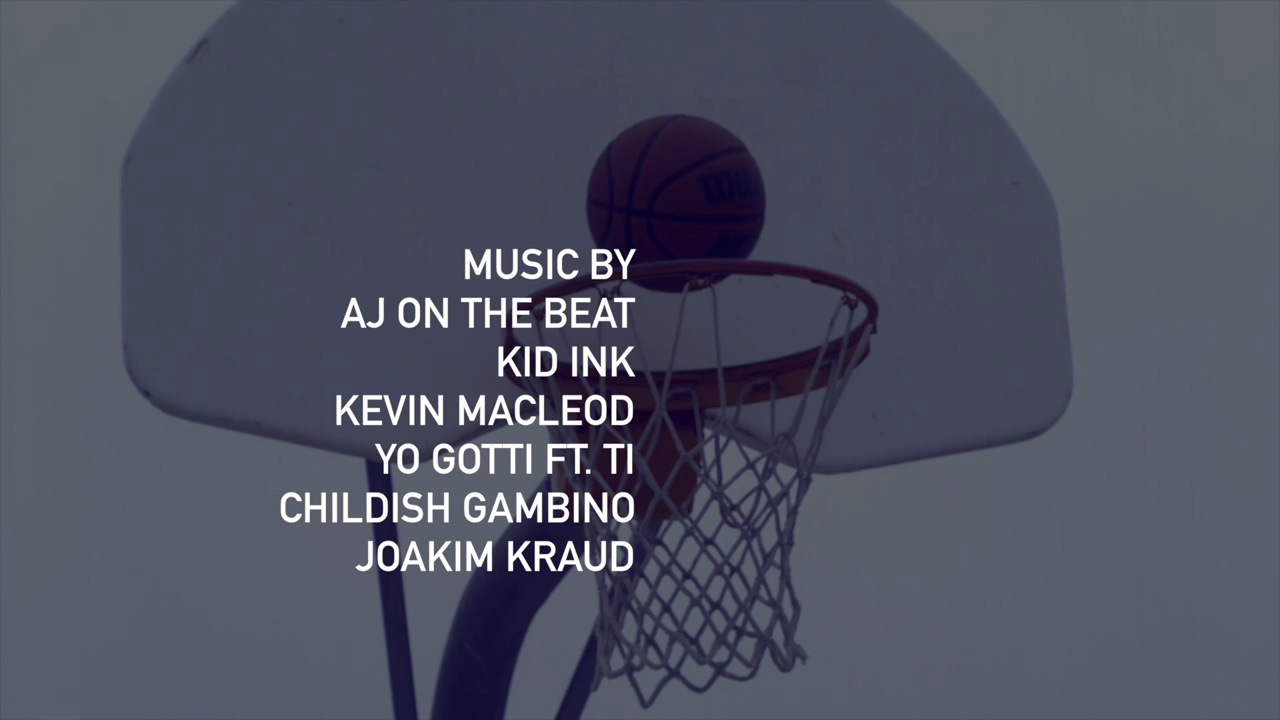 MUSIC BY
AJ ON THE BEAT
KID INK
KEVIN MACLEOD
YO GOTTI FT. TI
CHILDISH GAMBINO
JOAKIM KRAUD